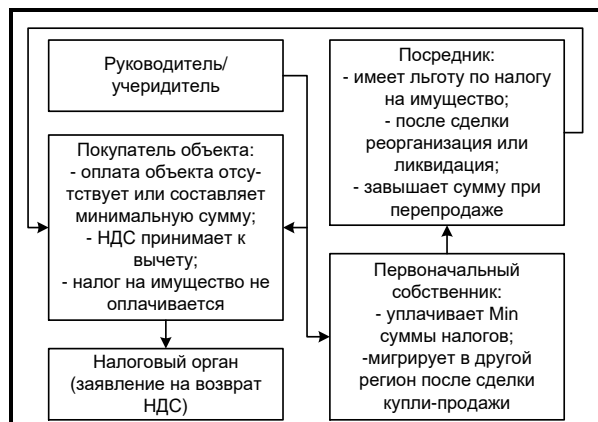 Руководитель/
учеридитель
Покупатель объекта:
- оплата объекта отсу-
тствует или составляет
минимальную сумму;
- НДС принимает к
вычету;
- налог на имущество не
оплачивается
Налоговый орган
(заявление на возврат
НДС)
Посредник:
- имеет льготу по налогу
на имущество;
- после сделки
реорганизация или
ликвидация;
- завышает сумму при
перепродаже
Первоначальный
собственник:
- уплачивает Min
суммы налогов;
-мигрирует в другой
регион после сделки
купли-продажи